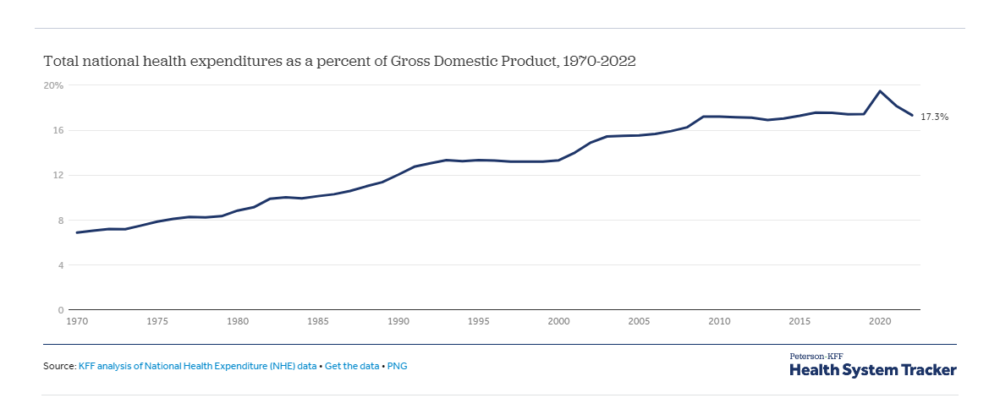 Total national health expenditures as a percent of Gross Domestic Product, 1970-2022
20%
16
12
8
4
0
17.3%
1970 1975 1980 1985 1990 1995 2000 2005 2010 2015 2020
Source: KFF analysis of National Health Expenditure (NHE) data • Get the data • PNG
Peterson-KFF
Health System Tracker